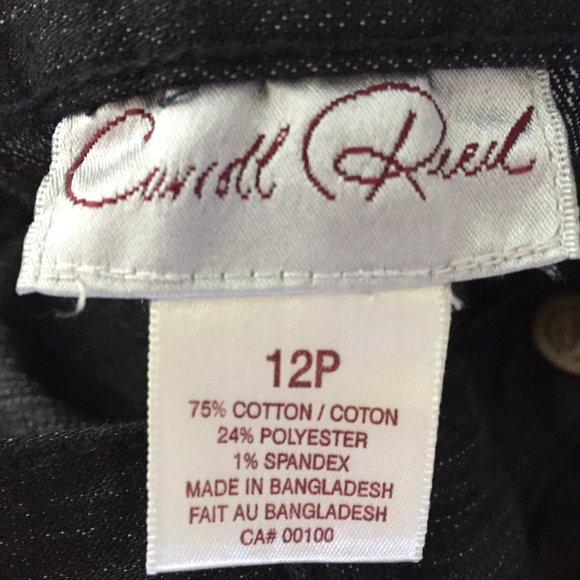 Carroll Reed
12P
75% COTTON / COTON
24% POLYESTER
1% SPANDEX
MADE IN BANGLADESH
FAIT AU BANGLADESH
CA# 00100